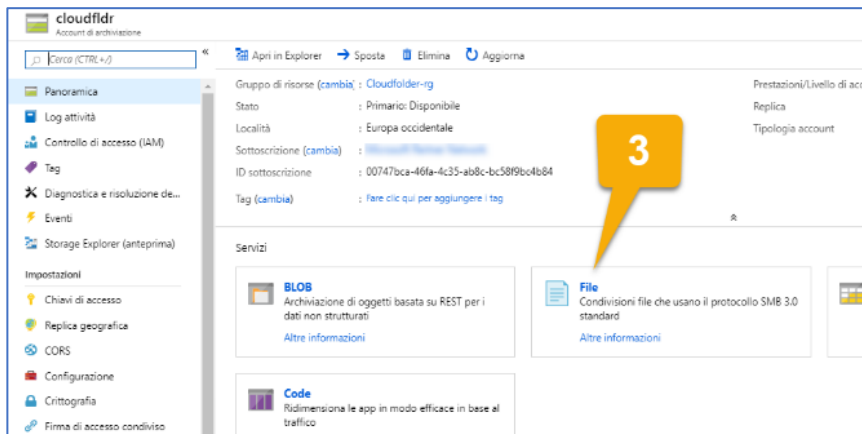 cloudfldr
Account di archiviazione
Cerca (CTRL+/)
«
Panoramica
Log attività
Controllo di accesso (IAM)
Tag
Diagnostica e risoluzione de...
Eventi
Storage Explorer (anteprima)
Impostazioni
Chiavi di accesso
Replica geografica
CORS
Configurazione
Crittografia
Firma di accesso condiviso
Apri in Explorer Sposta Elimina Aggiorna
Gruppo di risorse (cambia) : Cloudfolder-rg
Stato : Primario: Disponibile
Località : Europa occidentale
Sottoscrizione (cambia) :
ID sottoscrizione : 00747bca-46fa-4c35-ab8c-bc58f9bc4b84
Tag (cambia) : Fare clic qui per aggiungere i tag
Prestazioni/Livello di acc
Replica
Tipologia account
3
Servizi
BLOB
Archiviazione di oggetti basata su REST per i
dati non strutturati
Altre informazioni
File
Condivisioni file che usano il protocollo SMB 3.0
standard
Altre informazioni
Code
Ridimensiona le app in modo efficace in base al
traffico